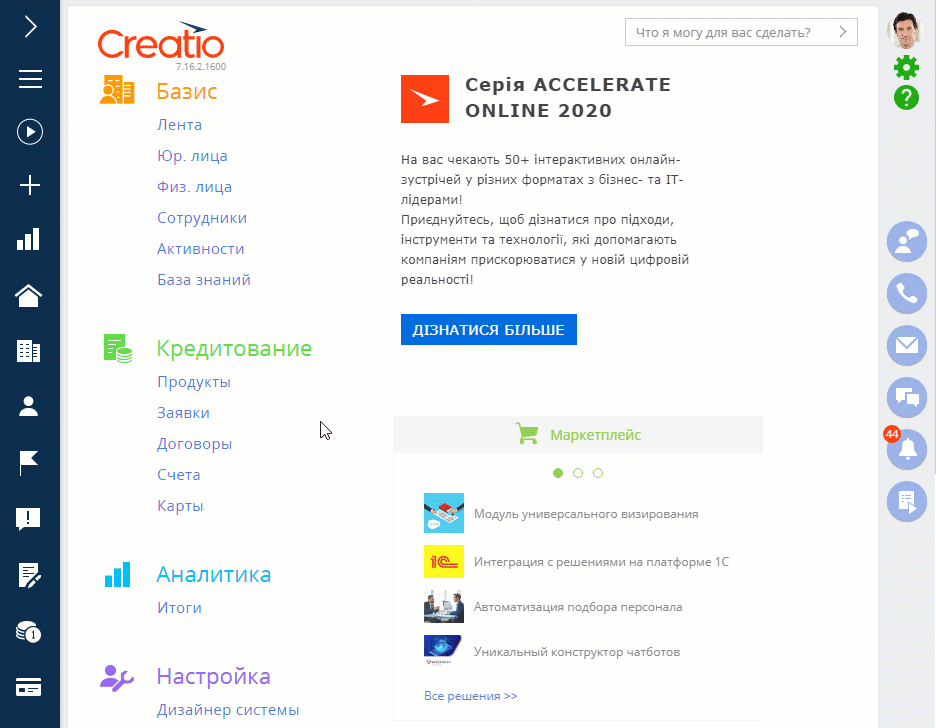 Creatio
7.16.2.1600
Что я могу для вас сделать?
Базис
Лента
Юр. лица
Физ. лица
Сотрудники
Активности
База знаний
Кредитование
Продукты
Заявки
Договоры
Счета
Карты
Аналитика
Итоги
Настройка
Дизайнер системы
Серія ACCELERATE
ONLINE 2020
На вас чекають 50+ інтерактивних онлайн-
зустрічей у різних форматах з бізнес- та ІТ-
лідерами!
Приєднуйтесь, щоб дізнатися про підходи,
інструменти та технології, які допомагають
компаніям прискорюватися у новій цифровій
реальності!
ДІЗНАТИСЯ БІЛЬШЕ
Маркетплейс
Модуль универсального визирования
1С
Интеграция с решениями на платформе 1С
Автоматизация подбора персонала
Уникальный конструктор чатботов
Все решения >>
?
44
!
1